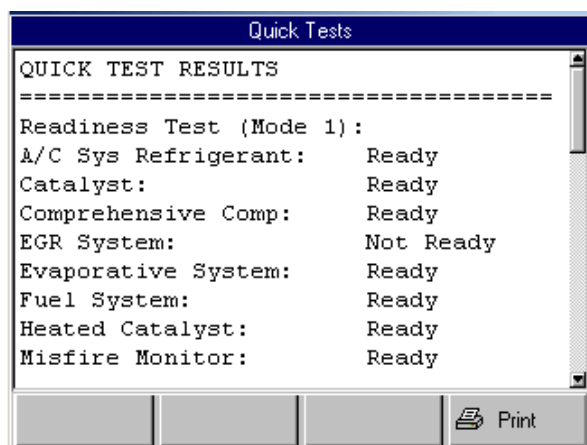 Quick Tests
QUICK TEST RESULTS
======================================
Readiness Test (Mode 1):
A/C Sys Refrigerant: Ready
Catalyst: Ready
Comprehensive Comp: Ready
EGR System: Not Ready
Evaporative System: Ready
Fuel System: Ready
Heated Catalyst: Ready
Misfire Monitor: Ready
Print